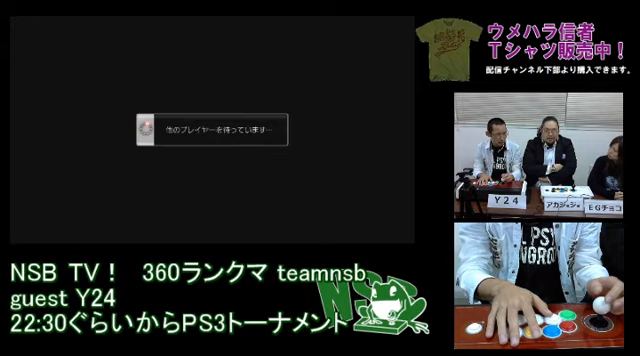 ウメハラ信者
Tシャツ販売中！
配信チャンネル下部より購入できます。
他のプレイヤーを待っています…
Y24
アカジョジョ
EGチョコ
PSY
NSB TV！　360ランクマ teamnsb
guest Y24
22:30ぐらいからPS3トーナメント